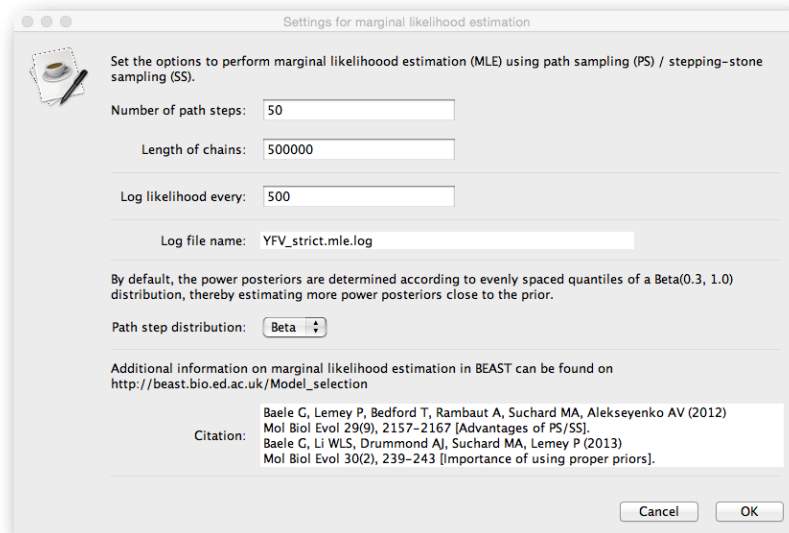 Settings for marginal likelihood estimation
Set the options to perform marginal likelihoood estimation (MLE) using path sampling (PS) / stepping-stone
sampling (SS).
Number of path steps: 50
Length of chains: 500000
Log likelihood every: 500
Log file name: YFV_strict.mle.log
By default, the power posteriors are determined according to evenly spaced quantiles of a Beta(0.3, 1.0)
distribution, thereby estimating more power posteriors close to the prior.
Path step distribution: Beta
Additional information on marginal likelihood estimation in BEAST can be found on
http://beast.bio.ed.ac.uk/Model_selection
Baele G, Lemey P, Bedford T, Rambaut A, Suchard MA, Alekseyenko AV (2012)
Mol Biol Evol 29(9), 2157-2167 [Advantages of PS/SS].
Citation:
Baele G, Li WLS, Drummond AJ, Suchard MA, Lemey P (2013)
Mol Biol Evol 30(2), 239-243 [Importance of using proper priors].
Cancel OK